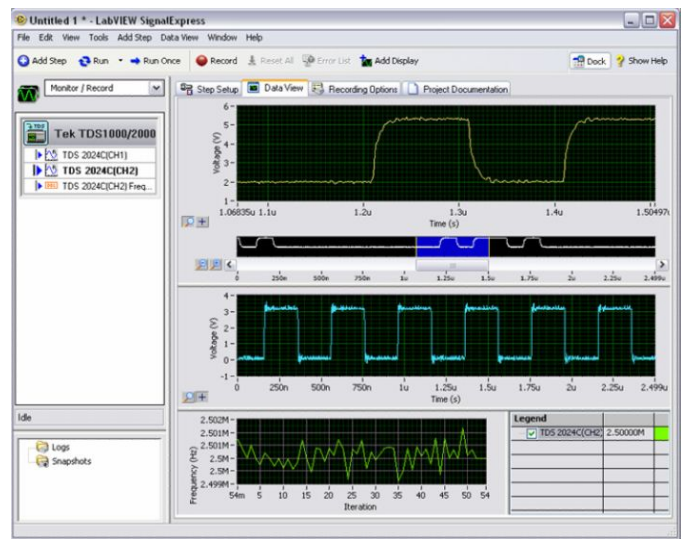 Untitled 1 * - LabVIEW SignalExpress
File Edit View Tools Add Step Data View Window Help
Add Step Run Run Once Record Reset All Error List Add Display Dock Show Help
Monitor / Record
Step Setup Data View Recording Options Project Documentation
Tek TDS1000/2000
TDS 2024C(CH1)
TDS 2024C(CH2)
TDS 2024C(CH2) Freq...
6
5
4
3
2
1
Voltage (V)
1.06835u 1.1u 1.2u 1.3u 1.4u 1.50497u
Time (s)
0 250n 500n 750n 1u 1.25u 1.5u 1.75u 2u 2.25u 2.499u
4
3
2
1
0
-1
Voltage (V)
0 250n 500n 750n 1u 1.25u 1.5u 1.75u 2u 2.25u 2.499u
Time (s)
Idle
Logs
Snapshots
2.502M
2.501M
2.501M
2.5M
2.5M
2.499M
Frequency (Hz)
54m 5 10 15 20 25 30 35 40 45 50 54
Iteration
Legend
TDS 2024C(CH2) 2.50000M